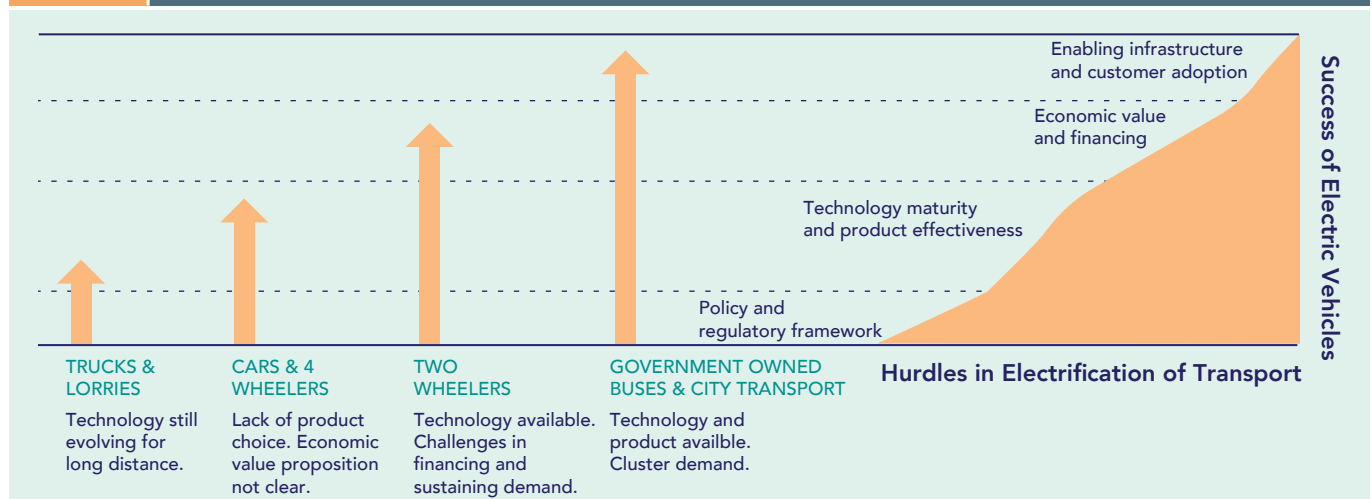 Enabling infrastructure
and customer adoption
Economic value
and financing
Technology maturity
and product effectiveness
Policy and
regulatory framework
Success of Electric Vehicles
Hurdles in Electrification of Transport
TRUCKS &
LORRIES
Technology still
evolving for
long distance.
CARS & 4
WHEELERS
Lack of product
choice. Economic
value proposition
not clear.
TWO
WHEELERS
Technology available.
Challenges in
financing and
sustaining demand.
GOVERNMENT OWNED
BUSES & CITY TRANSPORT
Technology and
product availble.
Cluster demand.